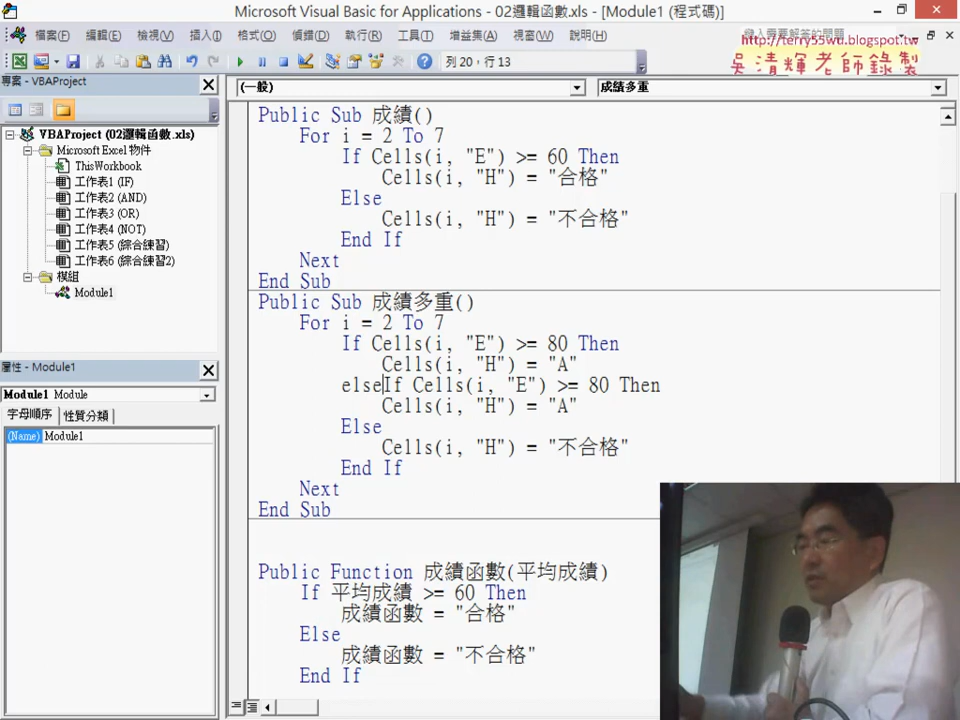 Microsoft Visual Basic for Applications - 02邏輯函數.xls - [Module1 (程式碼)]
檔案(F) 編輯(E) 檢視(V) 插入(I) 格式(O) 偵錯(D) 執行(R) 工具(T) 增益集(A) 視窗(W) 說明(H)
http://terry55wu.blogspot.tw
吳清輝老師錄製
列 20，行 13
專案 - VBAProject
(一般)
成績多重
VBAProject (02邏輯函數.xls)
Microsoft Excel 物件
ThisWorkbook
工作表1 (IF)
工作表2 (AND)
工作表3 (OR)
工作表4 (NOT)
工作表5 (綜合練習)
工作表6 (綜合練習2)
模組
Module1
屬性 - Module1
Module1 Module
字母順序 性質分類
(Name) Module1
Public Sub 成績()
For i = 2 To 7
If Cells(i, "E") >= 60 Then
Cells(i, "H") = "合格"
Else
Cells(i, "H") = "不合格"
End If
Next
End Sub
Public Sub 成績多重()
For i = 2 To 7
If Cells(i, "E") >= 80 Then
Cells(i, "H") = "A"
elseIf Cells(i, "E") >= 80 Then
Cells(i, "H") = "A"
Else
Cells(i, "H") = "不合格"
End If
Next
End Sub
Public Function 成績函數(平均成績)
If 平均成績 >= 60 Then
成績函數 = "合格"
Else
成績函數 = "不合格"
End If